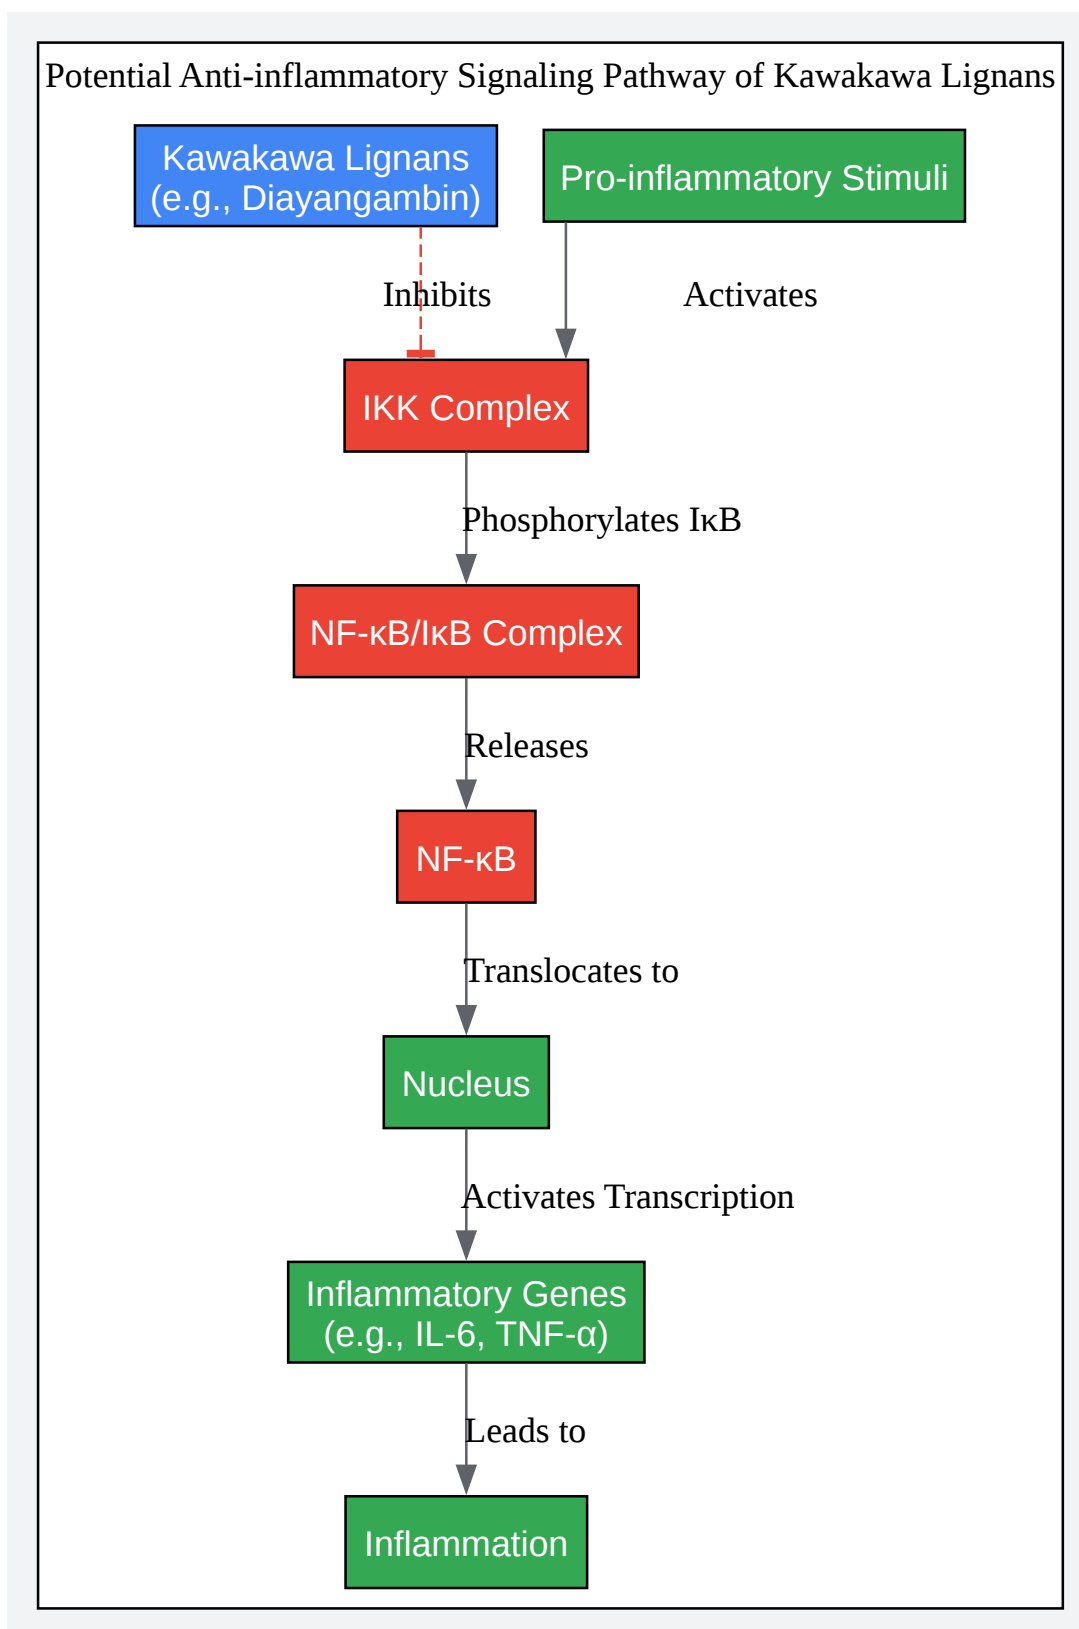 Potential Anti-inflammatory Signaling Pathway of Kawakawa Lignans
Kawakawa Lignans
(e.g., Diayangambin)
Pro-inflammatory Stimuli
Inhibits
Activates
IKK Complex
Phosphorylates IκB
NF-κB/IκB Complex
Releases
NF-κB
Translocates to
Nucleus
Activates Transcription
Inflammatory Genes
(e.g., IL-6, TNF-α)
Leads to
Inflammation